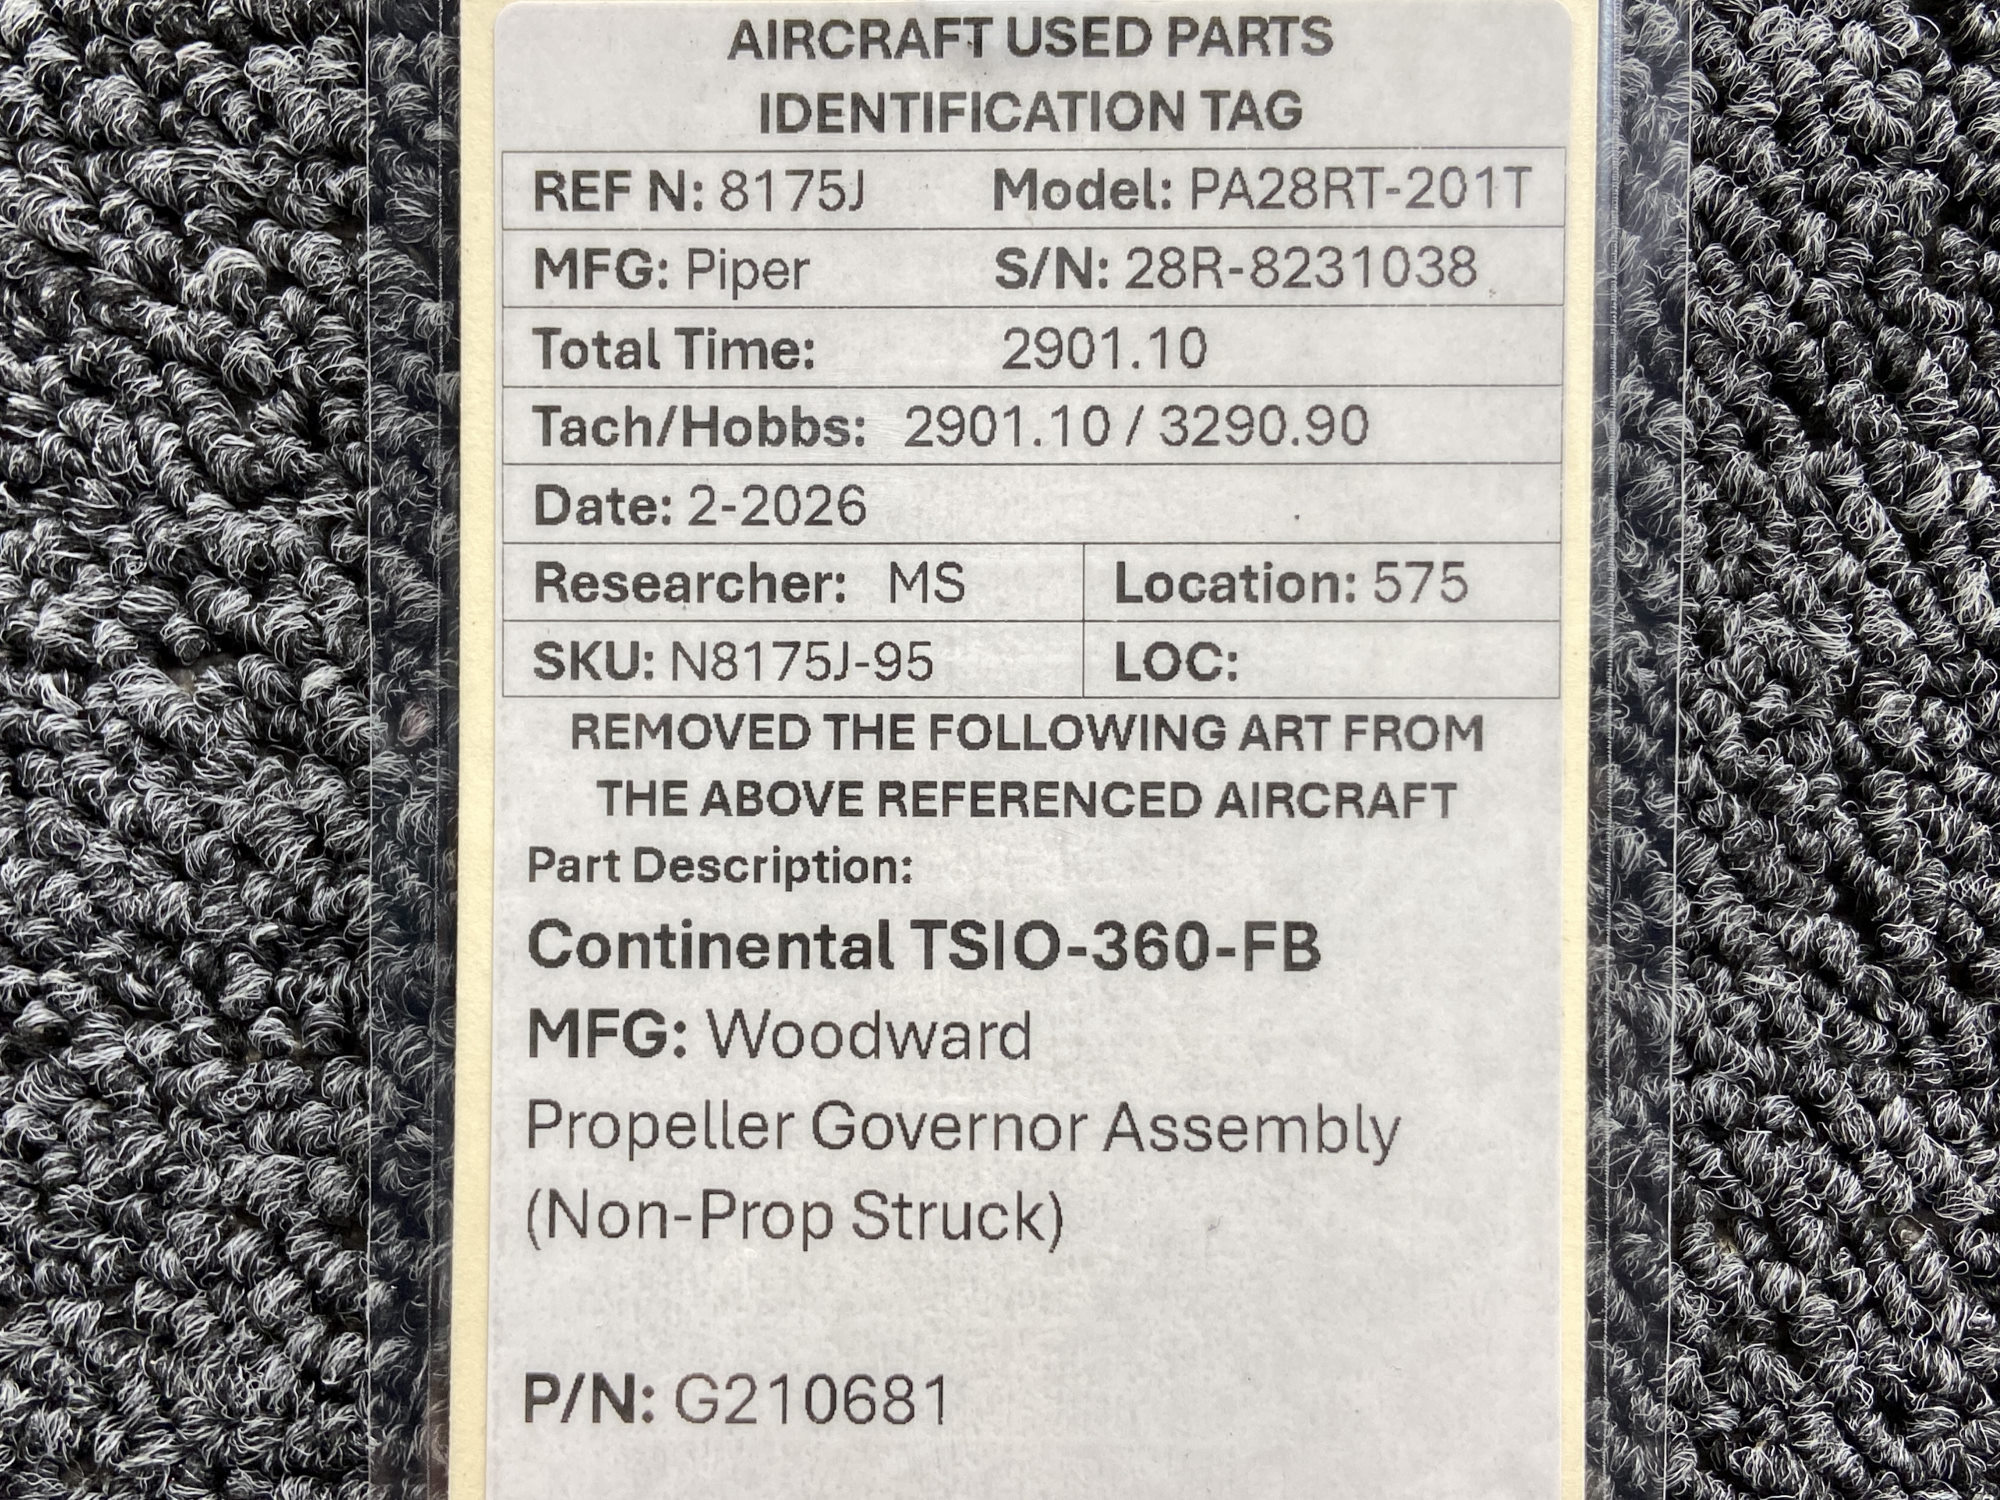 AIRCRAFT USED PARTS
IDENTIFICATION TAG
REF N: 8175J Model: PA28RT-201T
MFG: Piper S/N: 28R-8231038
Total Time: 2901.10
Tach/Hobbs: 2901.10 / 3290.90
Date: 2-2026
Researcher: MS Location: 575
SKU: N8175J-95 LOC:
REMOVED THE FOLLOWING ART FROM
THE ABOVE REFERENCED AIRCRAFT
Part Description:
Continental TSIO-360-FB
MFG: Woodward
Propeller Governor Assembly
(Non-Prop Struck)
P/N: G210681